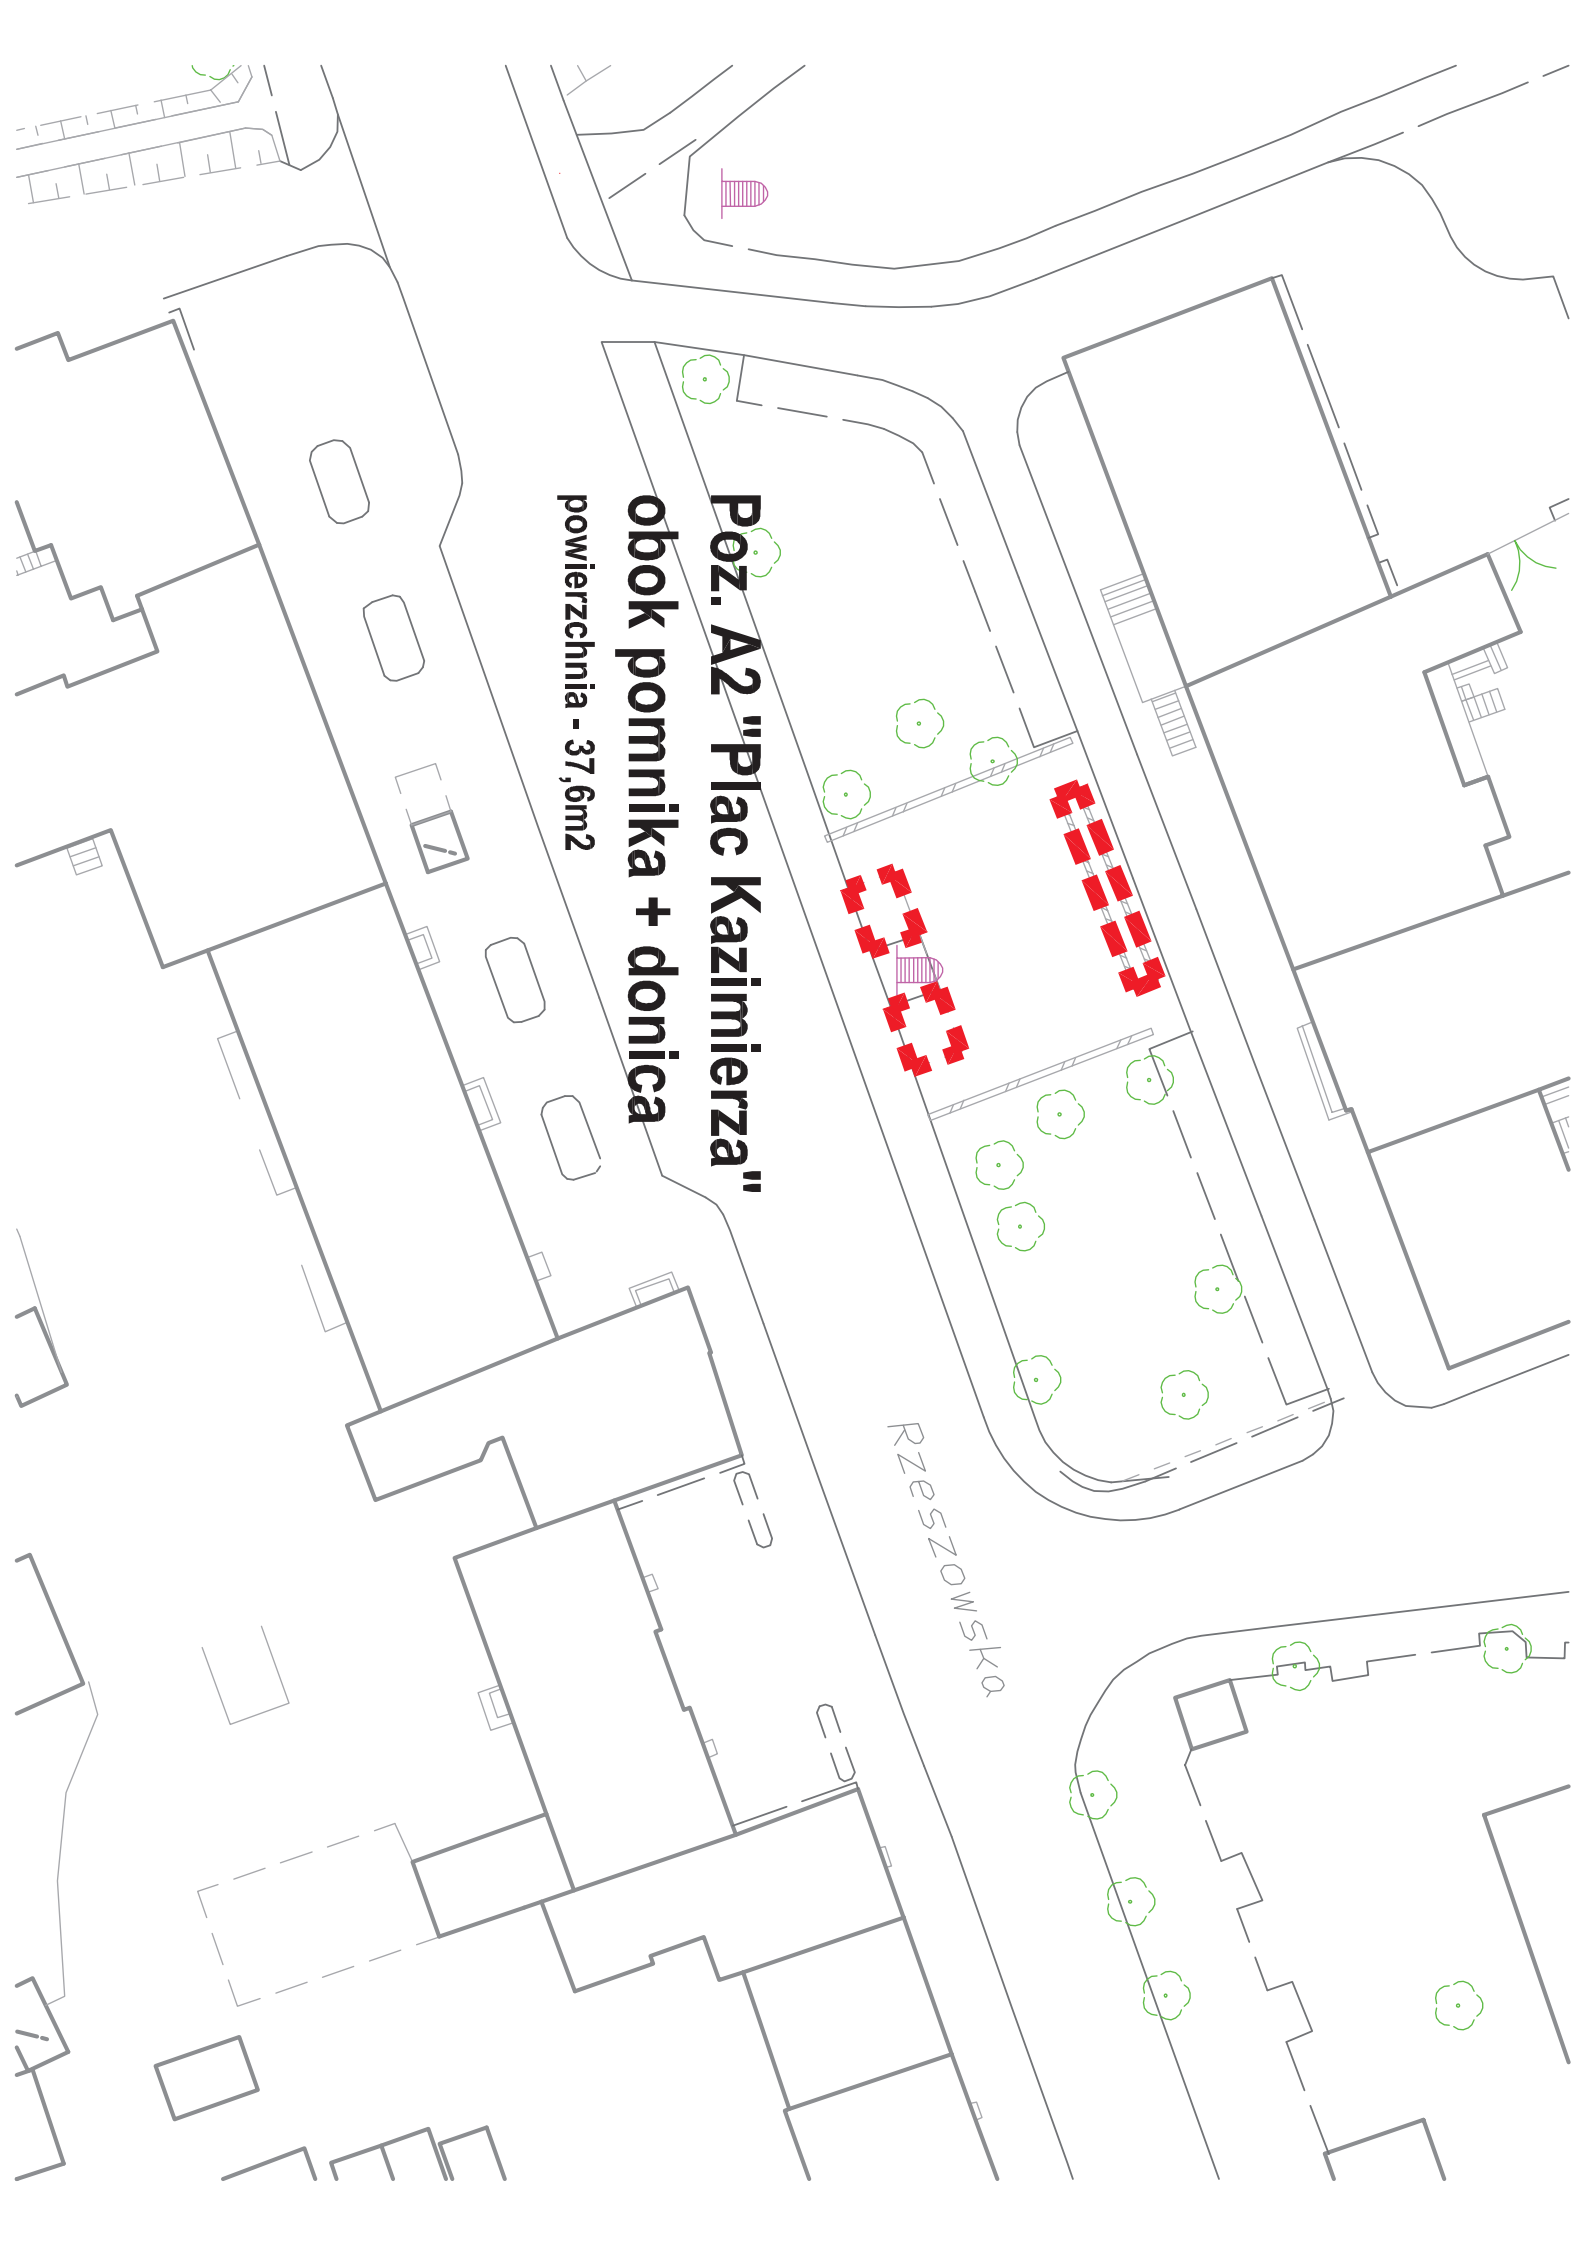 Poz. A2 "Plac Kazimierza"
obok pomnika + donica
powierzchnia - 37,6m2
Rzeszowska